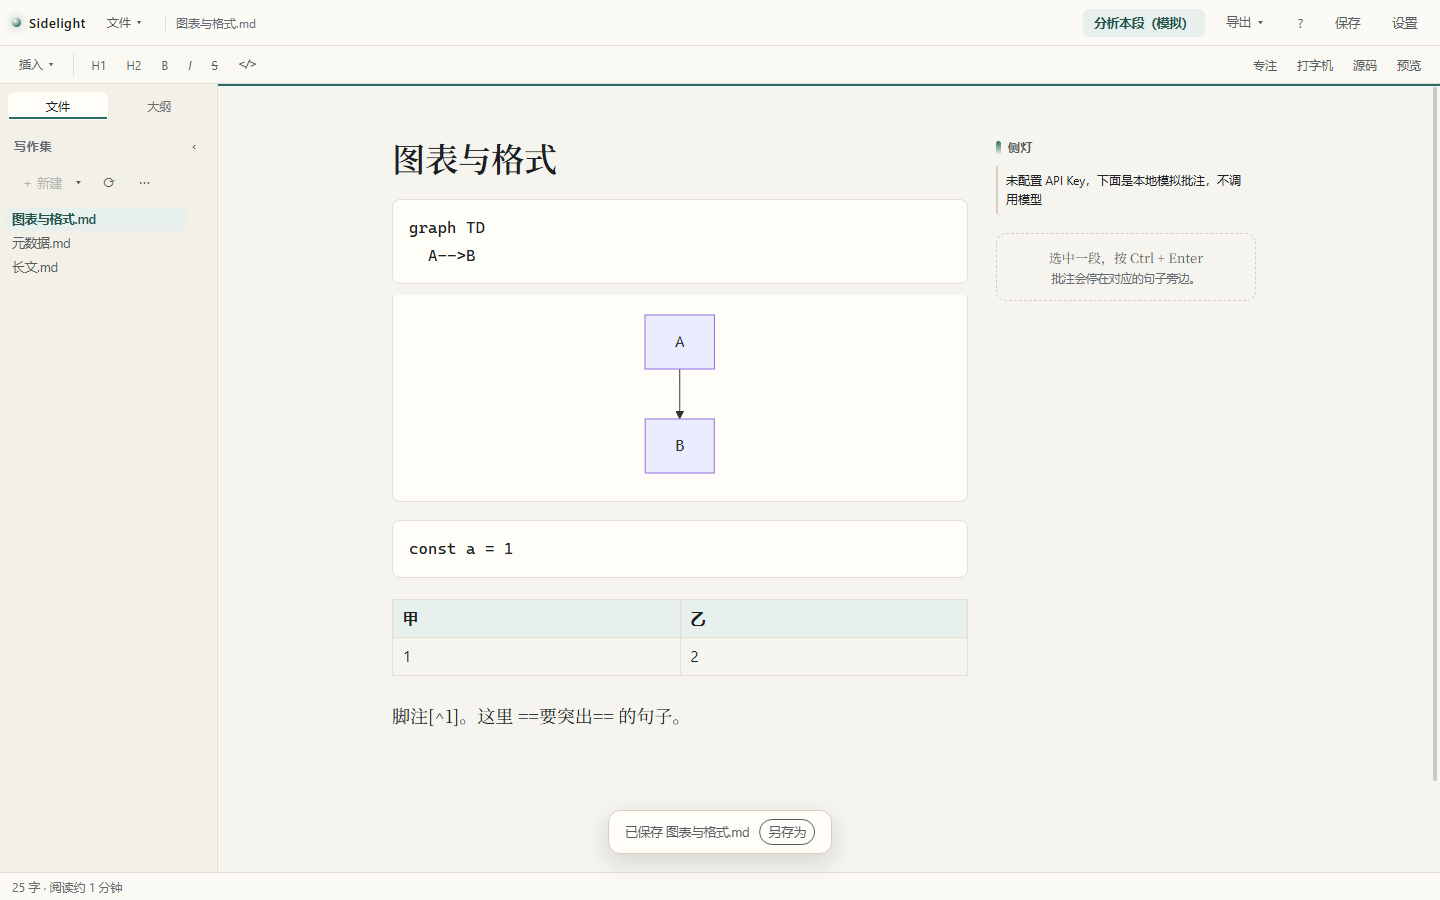 Sidelight 文件 ▾ 图表与格式.md 分析本段（模拟） 导出 ▾ ? 保存 设置
插入 ▾ H1 H2 B I S </> 专注 打字机 源码 预览
文件 大纲
写作集 ‹
+ 新建 ▾ ⟳ ···
图表与格式.md
元数据.md
长文.md
图表与格式
graph TD
A-->B
A
B
const a = 1
甲 乙
1 2
脚注[^1]。这里 ==要突出== 的句子。
侧灯
未配置 API Key，下面是本地模拟批注，不调
用模型
选中一段，按 Ctrl + Enter
批注会停在对应的句子旁边。
已保存 图表与格式.md 另存为
25 字 · 阅读约 1 分钟